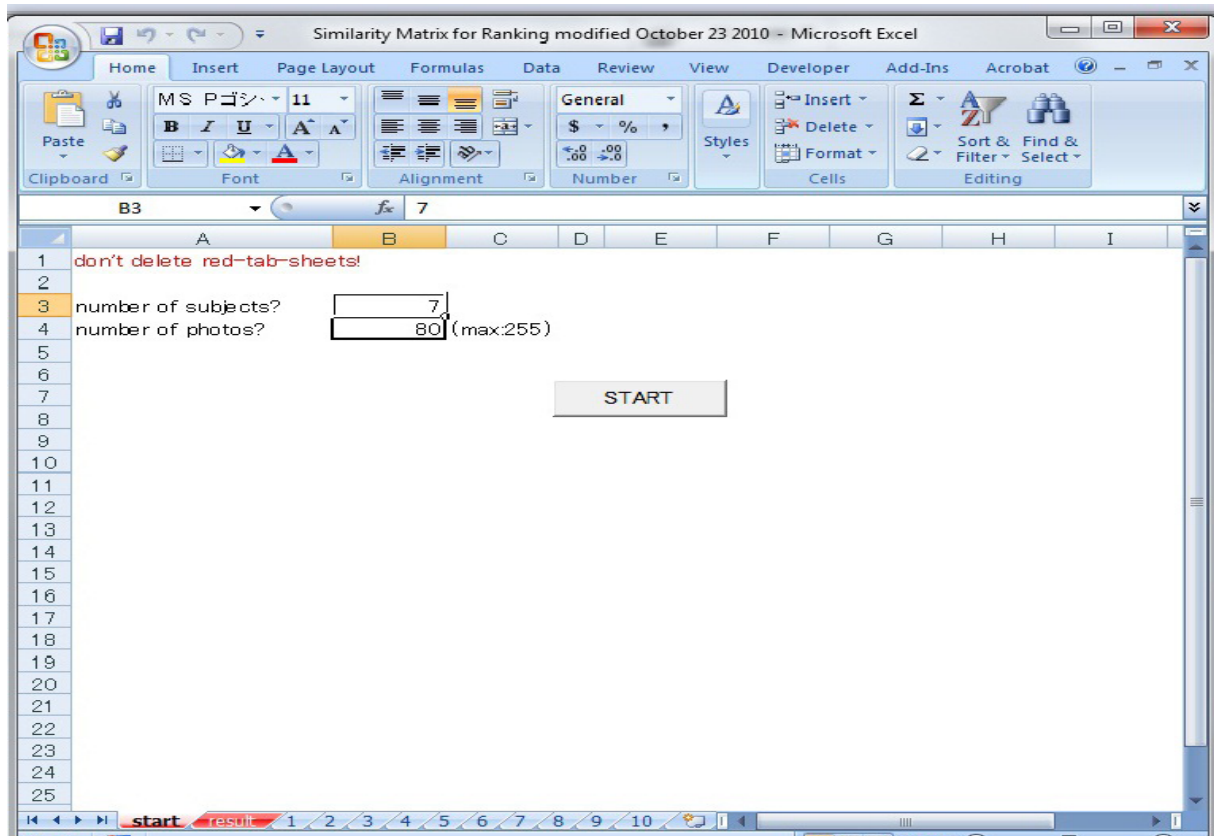 Similarity Matrix for Ranking modified October 23 2010 - Microsoft Excel
Home Insert Page Layout Formulas Data Review View Developer Add-Ins Acrobat
Paste
Clipboard
MS Pゴシ 11
B I U A A
A
Font
Alignment
General
$ % ,
Number
Styles
Insert
Delete
Format
Cells
Σ
Sort & Filter
Find & Select
Editing
B3 fx 7
A B C D E F G H I
1 don't delete red-tab-sheets!
2
3 number of subjects? 7
4 number of photos? 80 (max:255)
5
6
7 START
8
9
10
11
12
13
14
15
16
17
18
19
20
21
22
23
24
25
start result 1 2 3 4 5 6 7 8 9 10